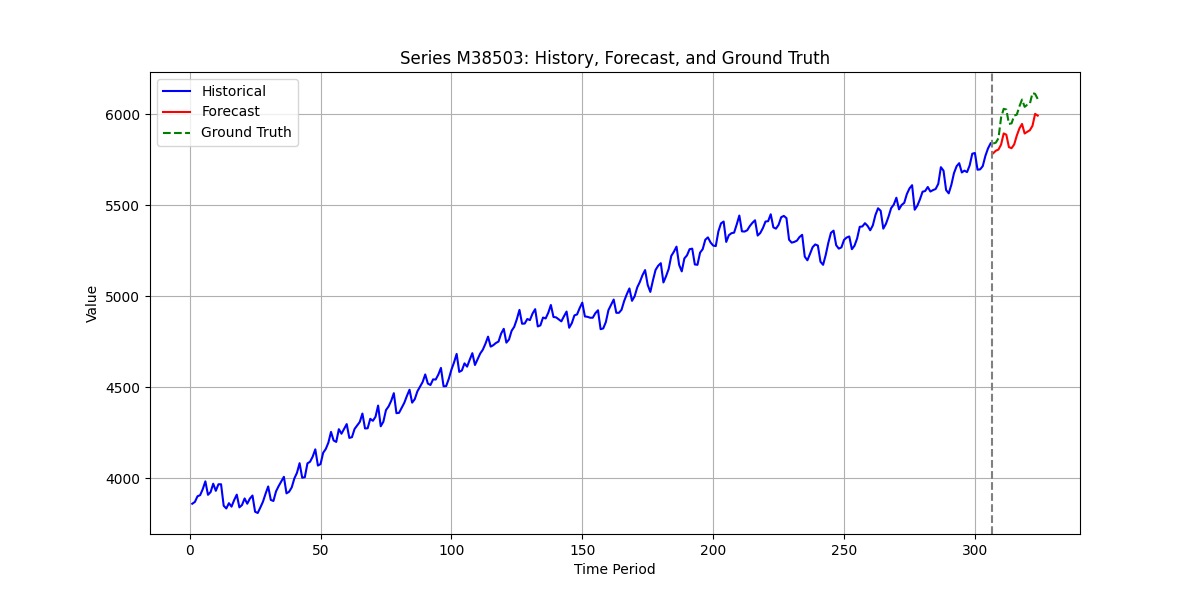 Series M38503: History, Forecast, and Ground Truth
Historical
Forecast
Ground Truth
6000
5500
5000
4500
4000
Value
0 50 100 150 200 250 300
Time Period